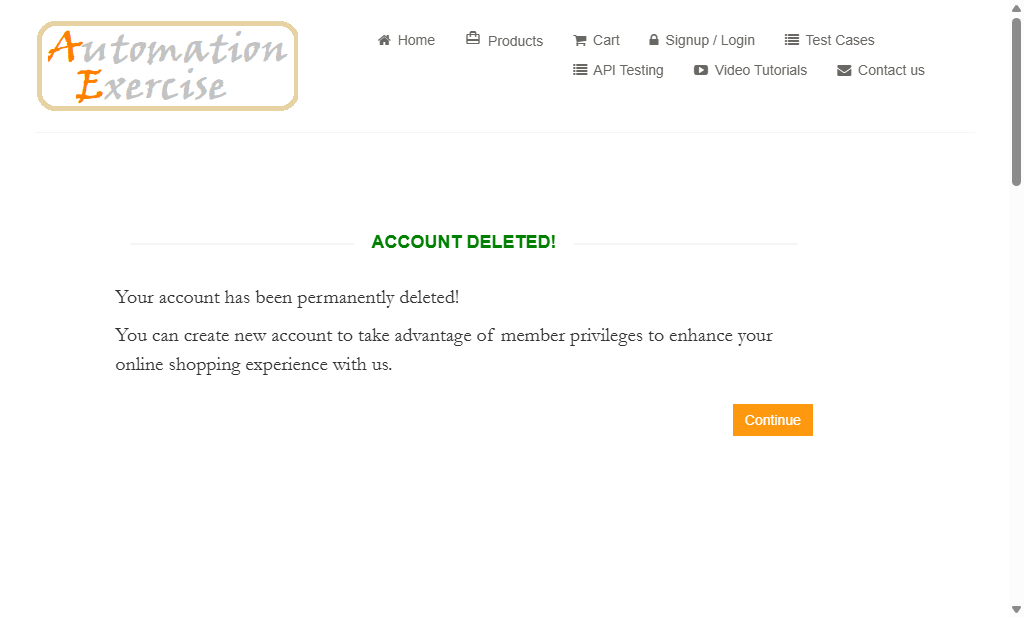 Automation
Exercise
Home
Products
Cart
Signup / Login
Test Cases
API Testing
Video Tutorials
Contact us
ACCOUNT DELETED!
Your account has been permanently deleted!
You can create new account to take advantage of member privileges to enhance your
online shopping experience with us.
Continue